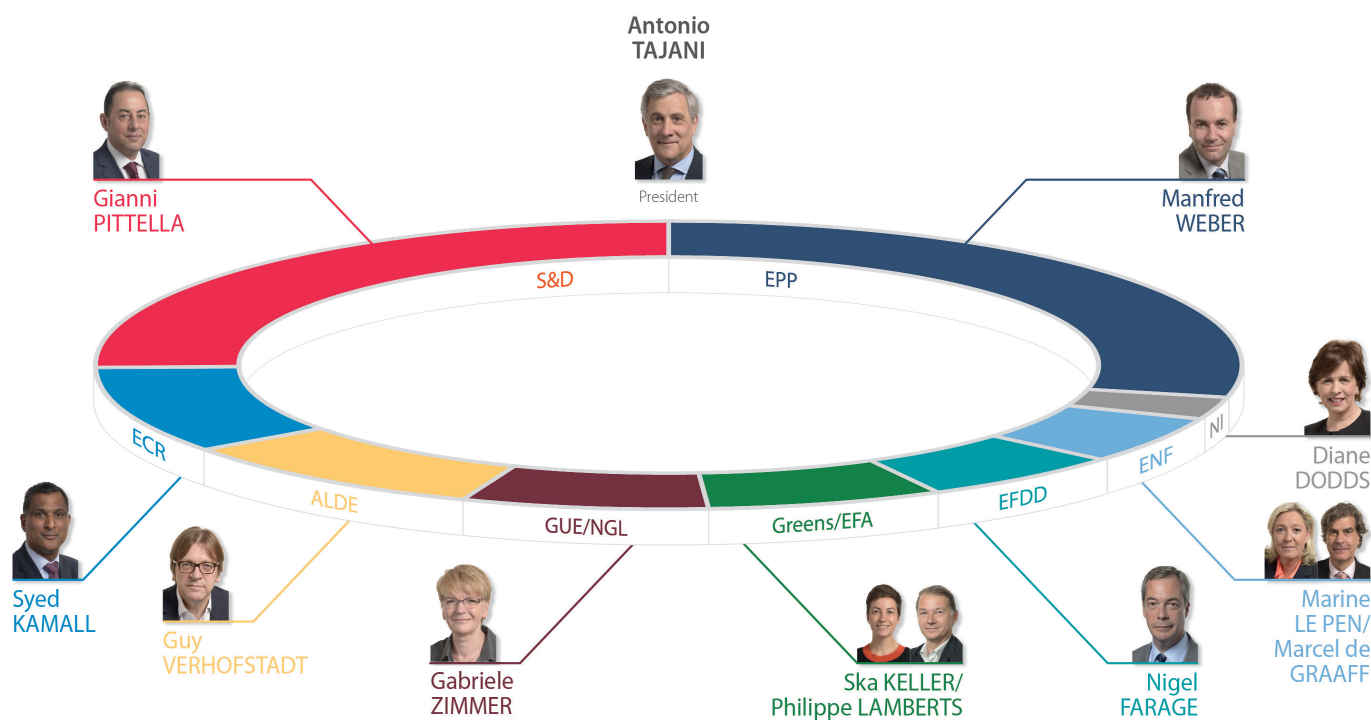 Antonio
TAJANI
President
Gianni
PITTELLA
Manfred
WEBER
S&D
EPP
ECR
ALDE
GUE/NGL
Greens/EFA
EFDD
ENF
NI
Diane
DODDS
Syed
KAMALL
Guy
VERHOFSTADT
Gabriele
ZIMMER
Ska KELLER/
Philippe LAMBERTS
Nigel
FARAGE
Marine
LE PEN/
Marcel de
GRAAFF